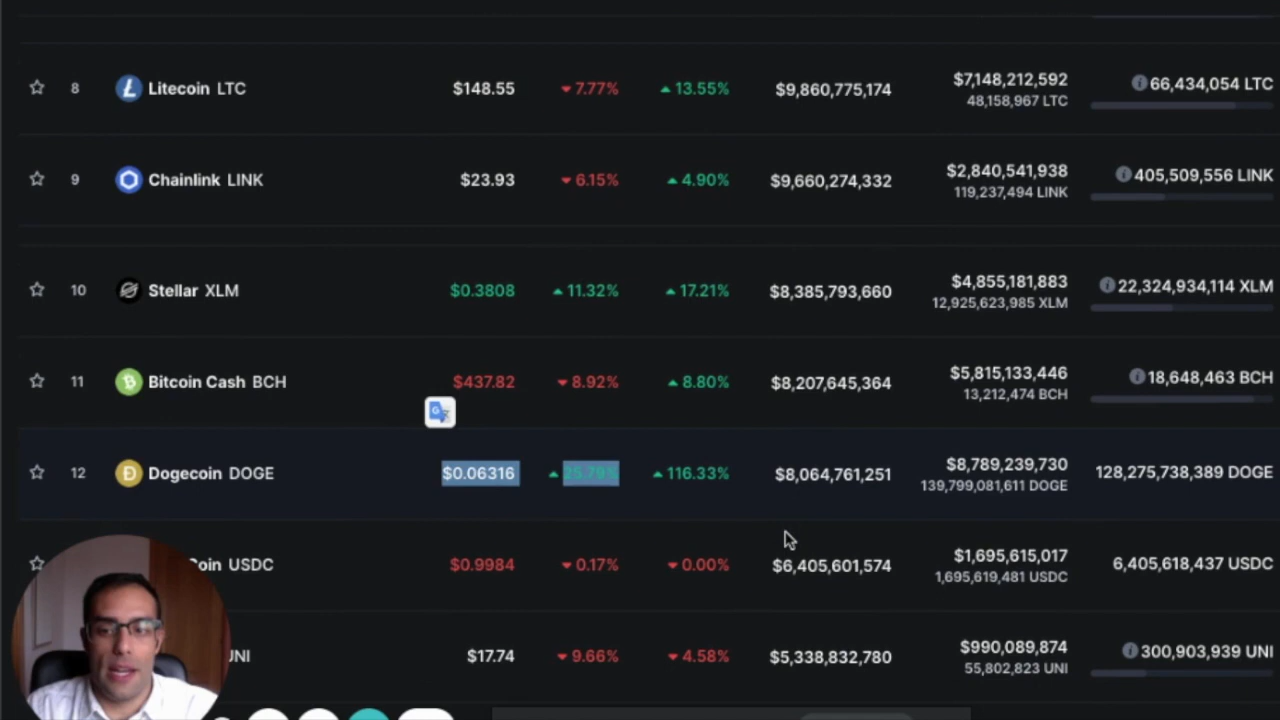 8 Litecoin LTC $148.55 7.77% 13.55% $9,860,775,174 $7,148,212,592 66,434,054 LTC
48,158,967 LTC
9 Chainlink LINK $23.93 6.15% 4.90% $9,660,274,332 $2,840,541,938 405,509,556 LINK
119,237,494 LINK
10 Stellar XLM $0.3808 11.32% 17.21% $8,385,793,660 $4,855,181,883 22,324,934,114 XLM
12,925,623,985 XLM
11 Bitcoin Cash BCH $437.82 8.92% 8.80% $8,207,645,364 $5,815,133,446 18,648,463 BCH
13,212,474 BCH
12 Dogecoin DOGE $0.06316 25.79% 116.33% $8,064,761,251 $8,789,239,730 128,275,738,389 DOGE
139,799,081,611 DOGE
Coin USDC $0.9984 0.17% 0.00% $6,405,601,574 $1,695,615,017 6,405,618,437 USDC
1,695,619,481 USDC
UNI $17.74 9.66% 4.58% $5,338,832,780 $990,089,874 300,903,939 UNI
55,802,823 UNI